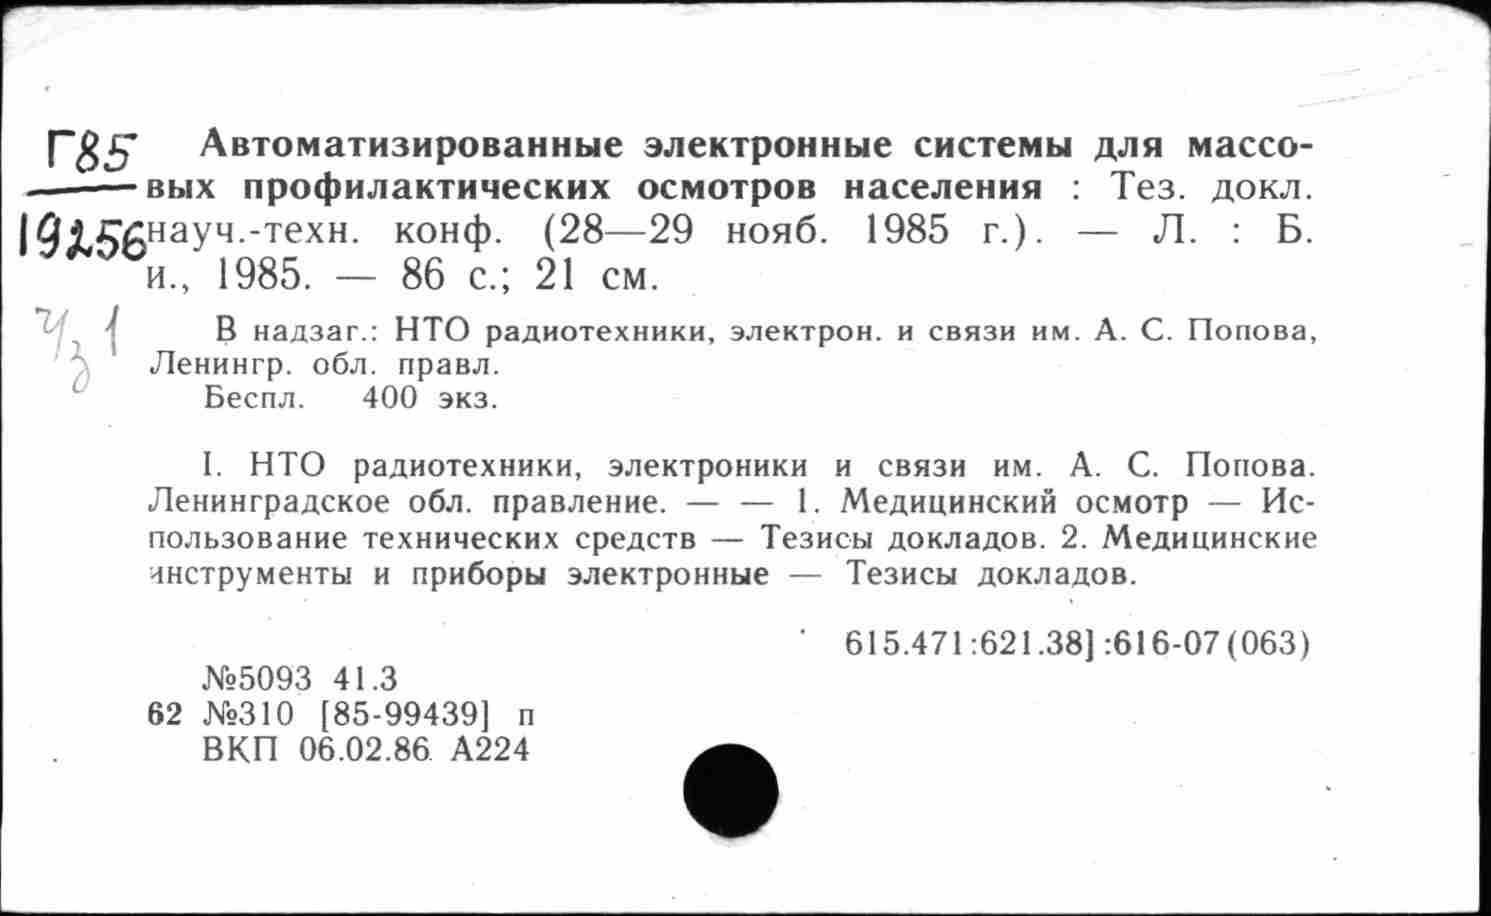 Г85
Автоматизированные электронные системы для массо-
вых профилактических осмотров населения : Тез. докл.
19256
науч.-техн. конф. (28—29 нояб. 1985 г.). — Л. : Б.
и., 1985. — 86 с.; 21 см.
В надзаг.: НТО радиотехники, электрон. и связи им. А. С. Попова,
Ленингр. обл. правл.
Беспл. 400 экз.
I. НТО радиотехники, электроники и связи им. А. С. Попова.
Ленинградское обл. правление. — — 1. Медицинский осмотр — Ис-
пользование технических средств — Тезисы докладов. 2. Медицинские
инструменты и приборы электронные — Тезисы докладов.
615.471:621.38]:616-07(063)
№5093 41.3
62 №310 [85-99439] п
ВКП 06.02.86 А224